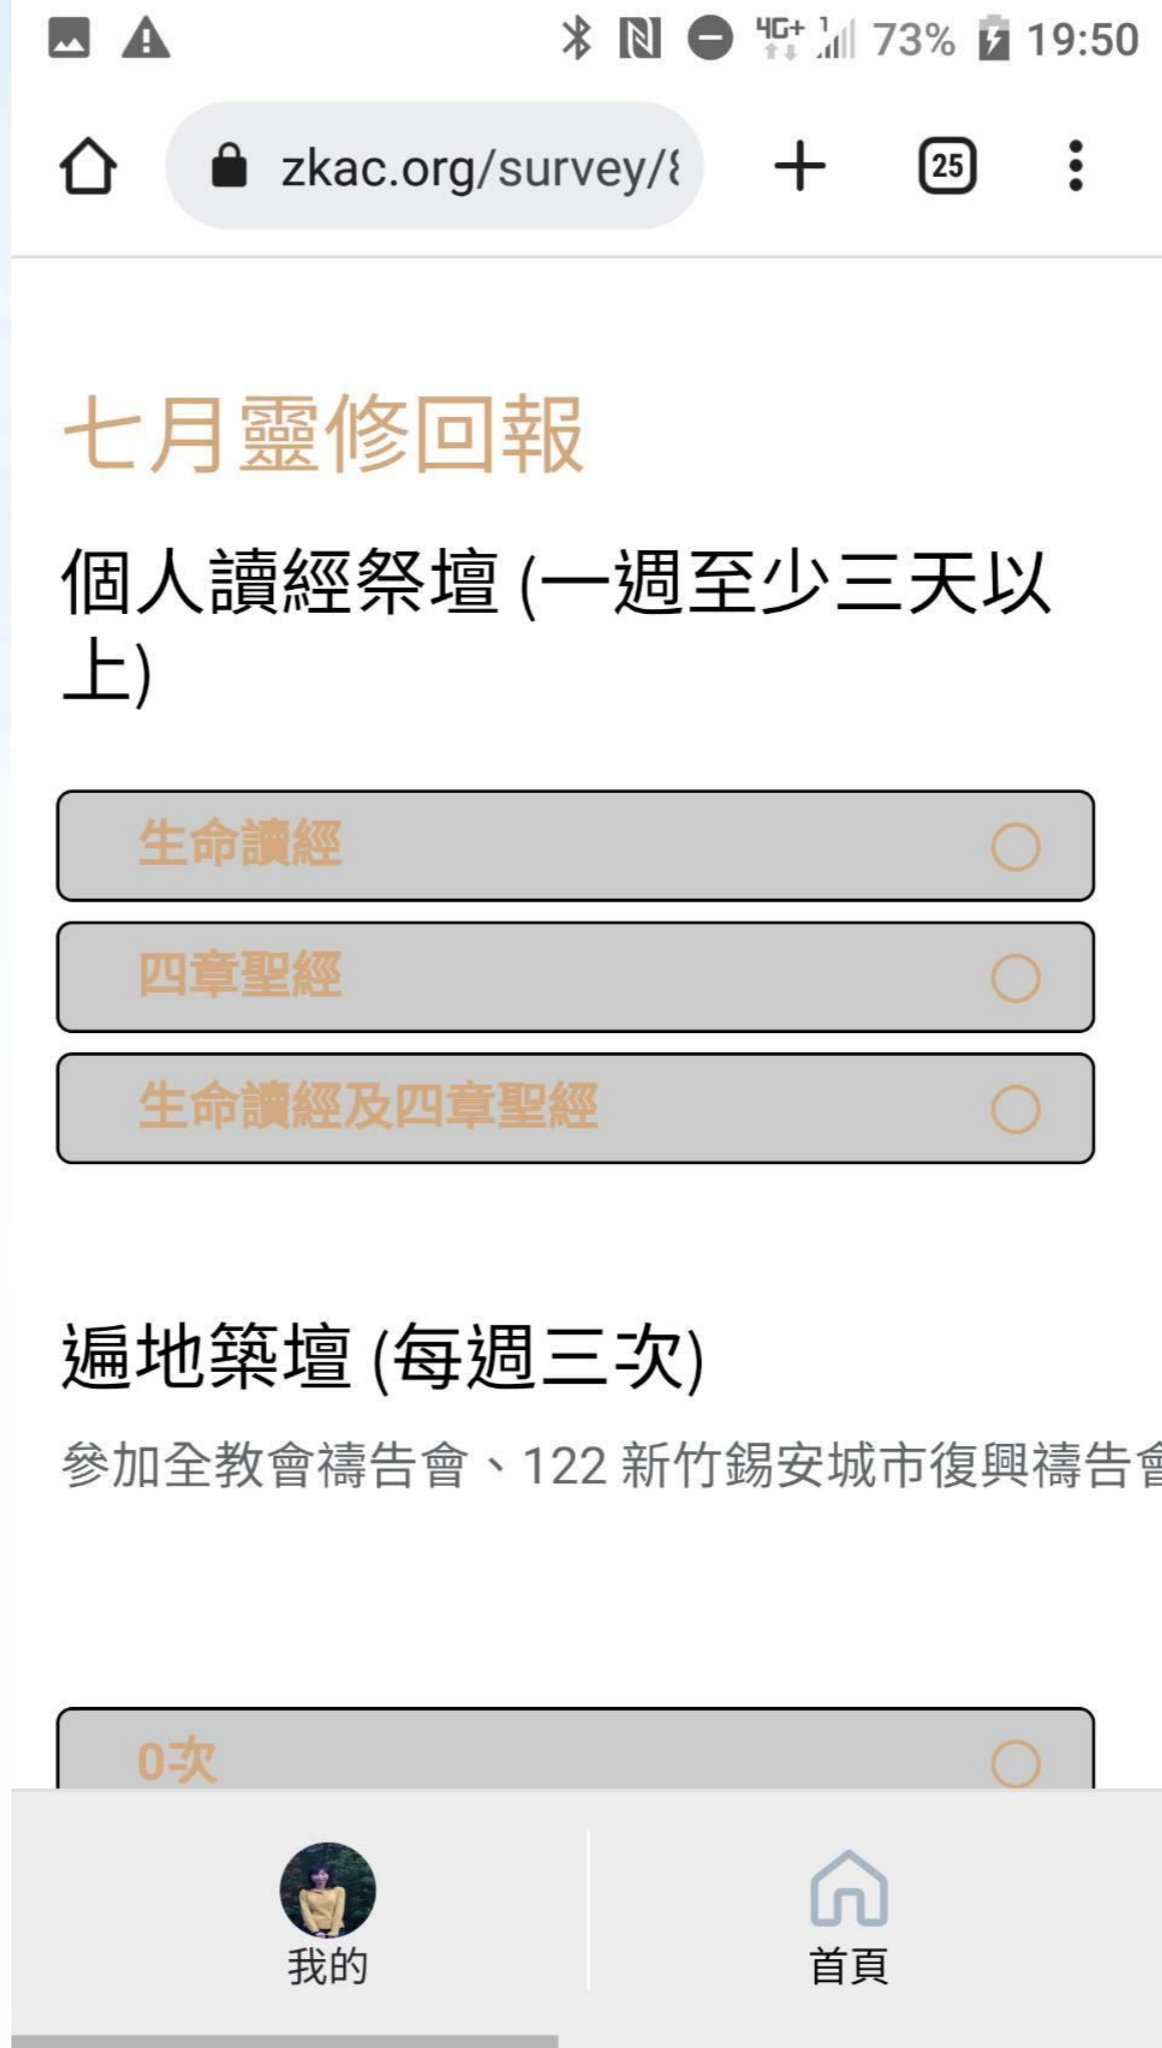 4G+ 1 73% 19:50
zkac.org/survey/
25
七月靈修回報
個人讀經祭壇 (一週至少三天以
上)
生命讀經
四章聖經
生命讀經及四章聖經
遍地築壇 (每週三次)
參加全教會禱告會、122 新竹錫安城市復興禱告會
0次
我的
首頁